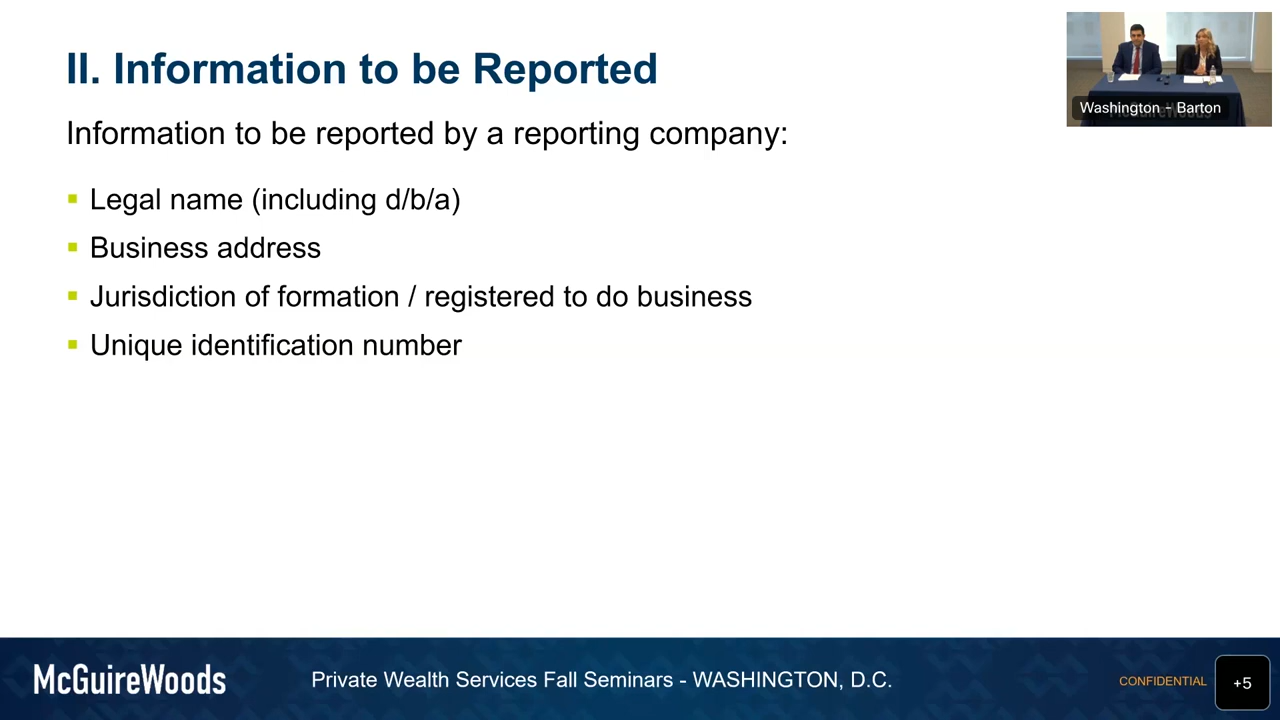 II. Information to be Reported
Information to be reported by a reporting company:
Legal name (including d/b/a)
Business address
Jurisdiction of formation / registered to do business
Unique identification number
Washington - Barton
McGuireWoods
McGuireWoods
Private Wealth Services Fall Seminars - WASHINGTON, D.C.
CONFIDENTIAL
+5